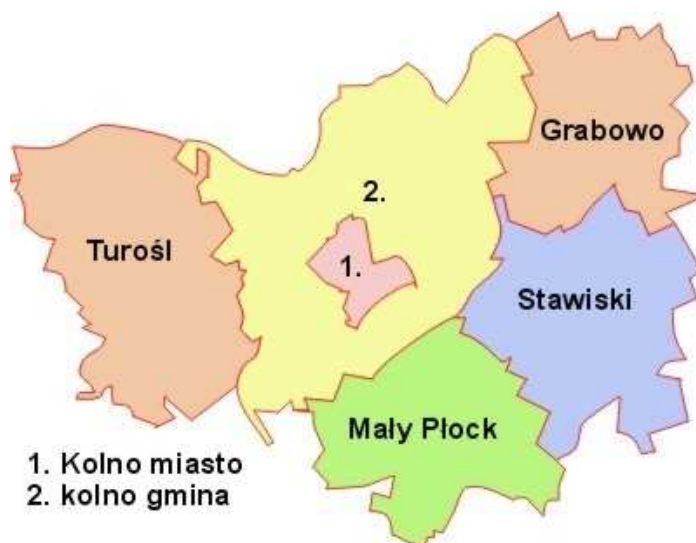 Grabowo
2.
Turośl
1.
Stawiski
Mały Płock
1. Kolno miasto
2. kolno gmina